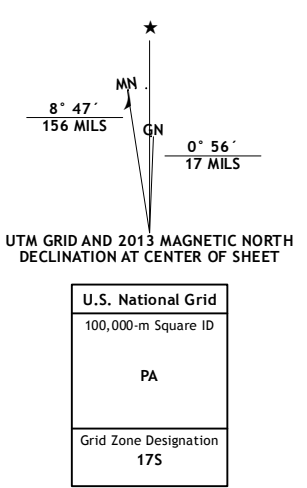 ★
MN
8° 47´
156 MILS
GN
0° 56´
17 MILS
UTM GRID AND 2013 MAGNETIC NORTH
DECLINATION AT CENTER OF SHEET
U.S. National Grid
100,000-m Square ID
PA
Grid Zone Designation
17S